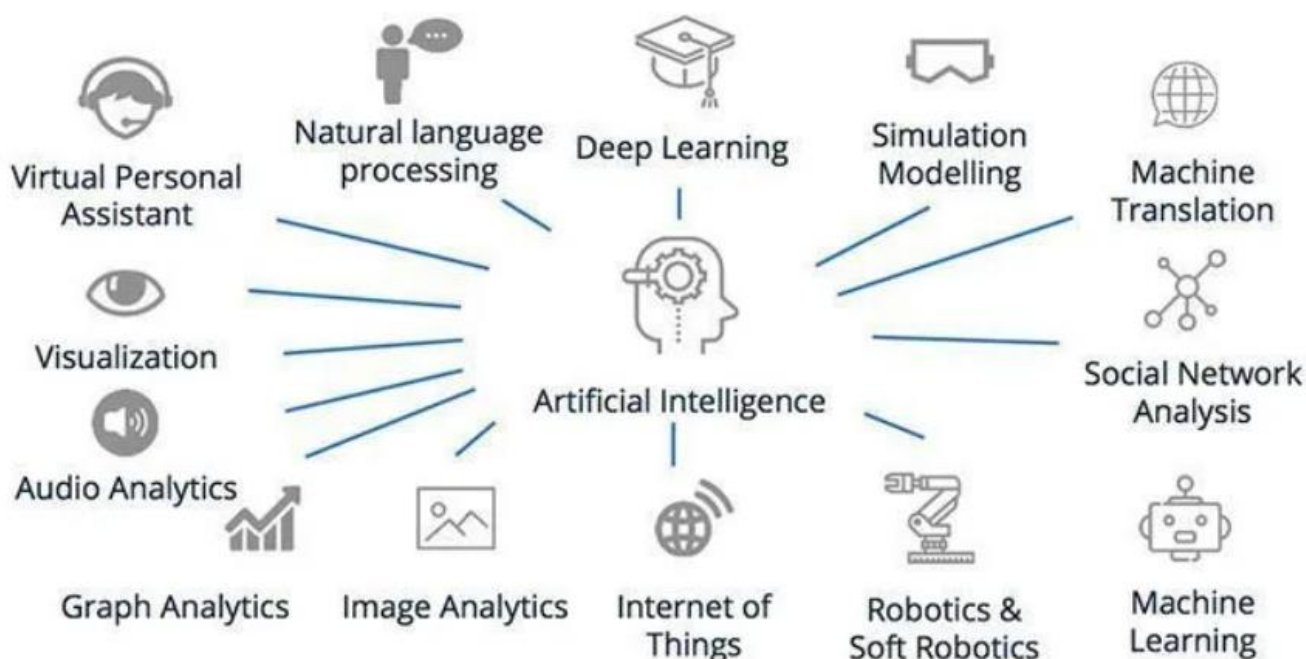 Natural language
processing
Deep Learning
Simulation
Modelling
Virtual Personal
Assistant
Machine
Translation
Visualization
Social Network
Analysis
Artificial Intelligence
Audio Analytics
Graph Analytics
Image Analytics
Internet of
Things
Robotics &
Soft Robotics
Machine
Learning